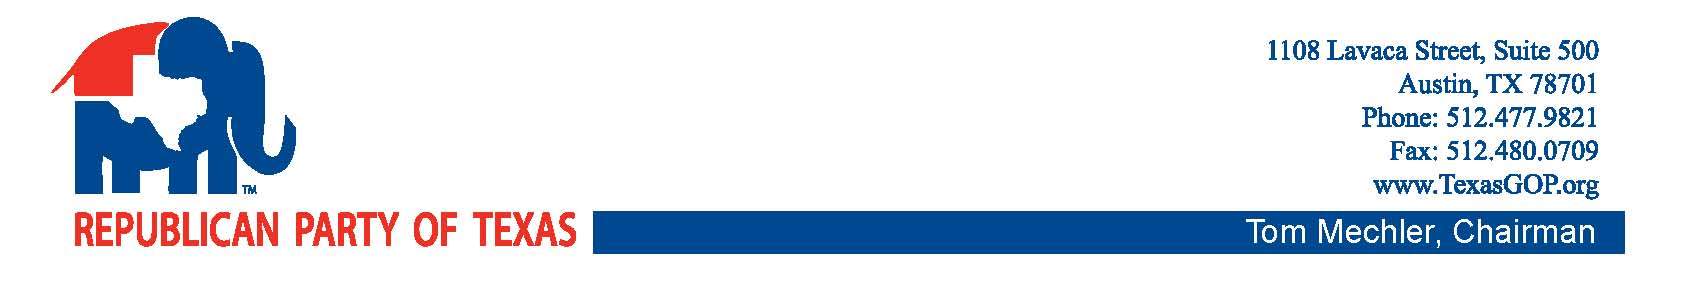 1108 Lavaca Street, Suite 500
Austin, TX 78701
Phone: 512.477.9821
Fax: 512.480.0709
www.TexasGOP.org
TM
REPUBLICAN PARTY OF TEXAS
Tom Mechler, Chairman